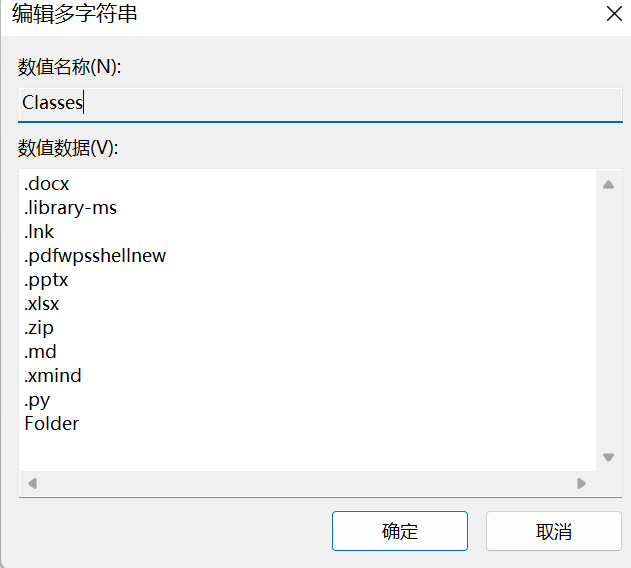 编辑多字符串
数值名称(N):
Classes
数值数据(V):
.docx
.library-ms
.lnk
.pdfwpsshellnew
.pptx
.xlsx
.zip
.md
.xmind
.py
Folder
确定
取消